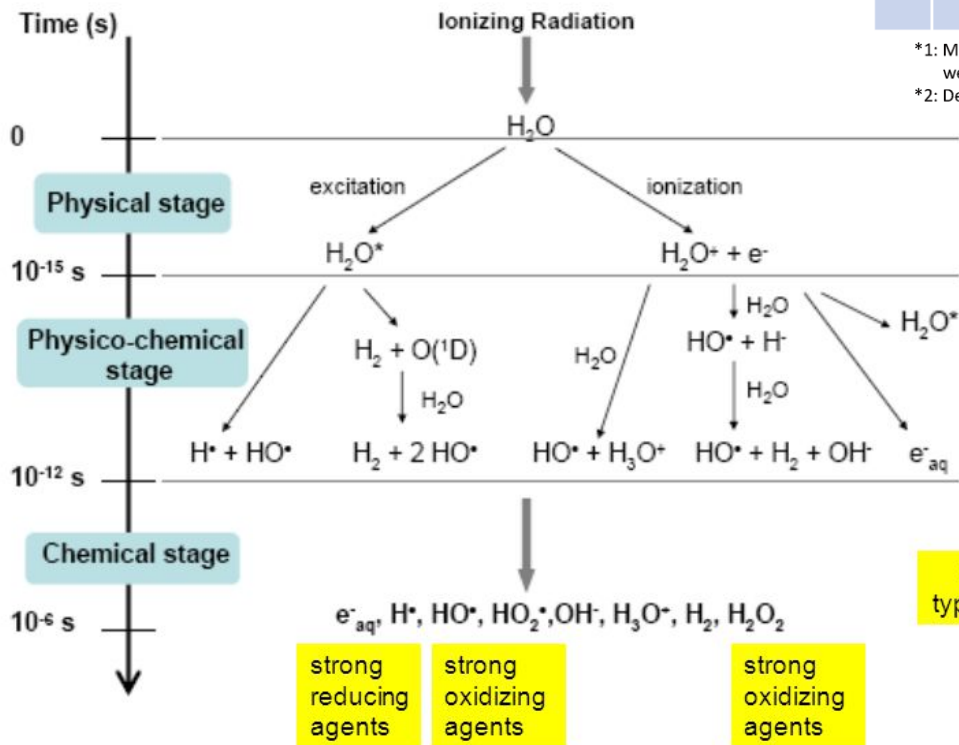 Time (s)
Ionizing Radiation
*1: M
we
*2: De
0
H₂O
excitation
ionization
Physical stage
H₂O*
H₂O⁺ + e⁻
10⁻¹⁵ s
Physico-chemical
stage
H₂ + O(¹D)
H₂O
H₂O
H₂O
HO• + H⁻
H₂O
H₂O*
H• + HO•
H₂ + 2 HO•
HO• + H₃O⁺
HO• + H₂ + OH⁻
e⁻aq
10⁻¹² s
Chemical stage
10⁻⁶ s
e⁻aq, H•, HO•, HO₂•,OH⁻, H₃O⁺, H₂, H₂O₂
typ
strong
reducing
agents
strong
oxidizing
agents
strong
oxidizing
agents